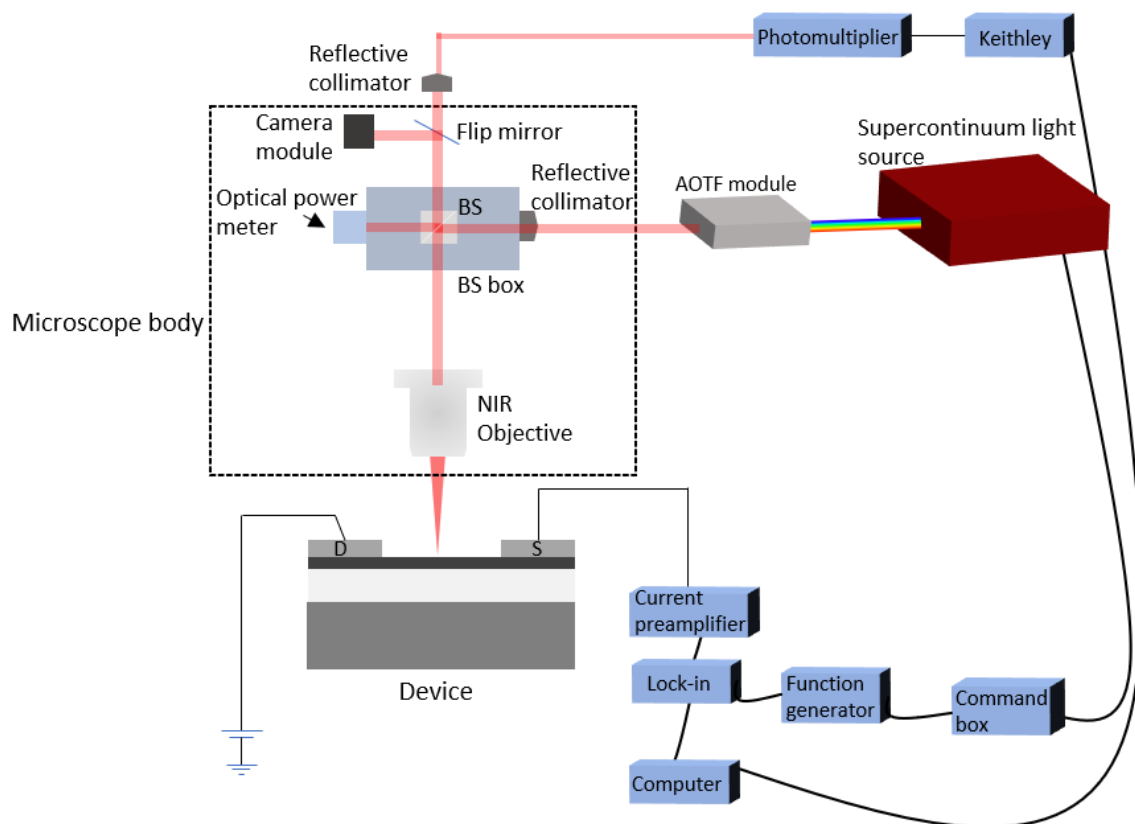 Photomultiplier
Keithley
Reflective
collimator
Camera
module
Flip mirror
Supercontinuum light
source
Reflective
collimator
AOTF module
Optical power
meter
BS
BS box
Microscope body
NIR
Objective
D
S
Current
preamplifier
Device
Lock-in
Function
generator
Command
box
Computer